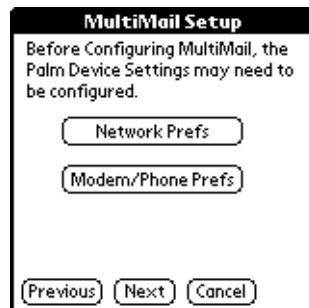 MultiMail Setup
Before Configuring MultiMail, the
Palm Device Settings may need to
be configured.
Network Prefs
Modem/Phone Prefs
Previous Next Cancel